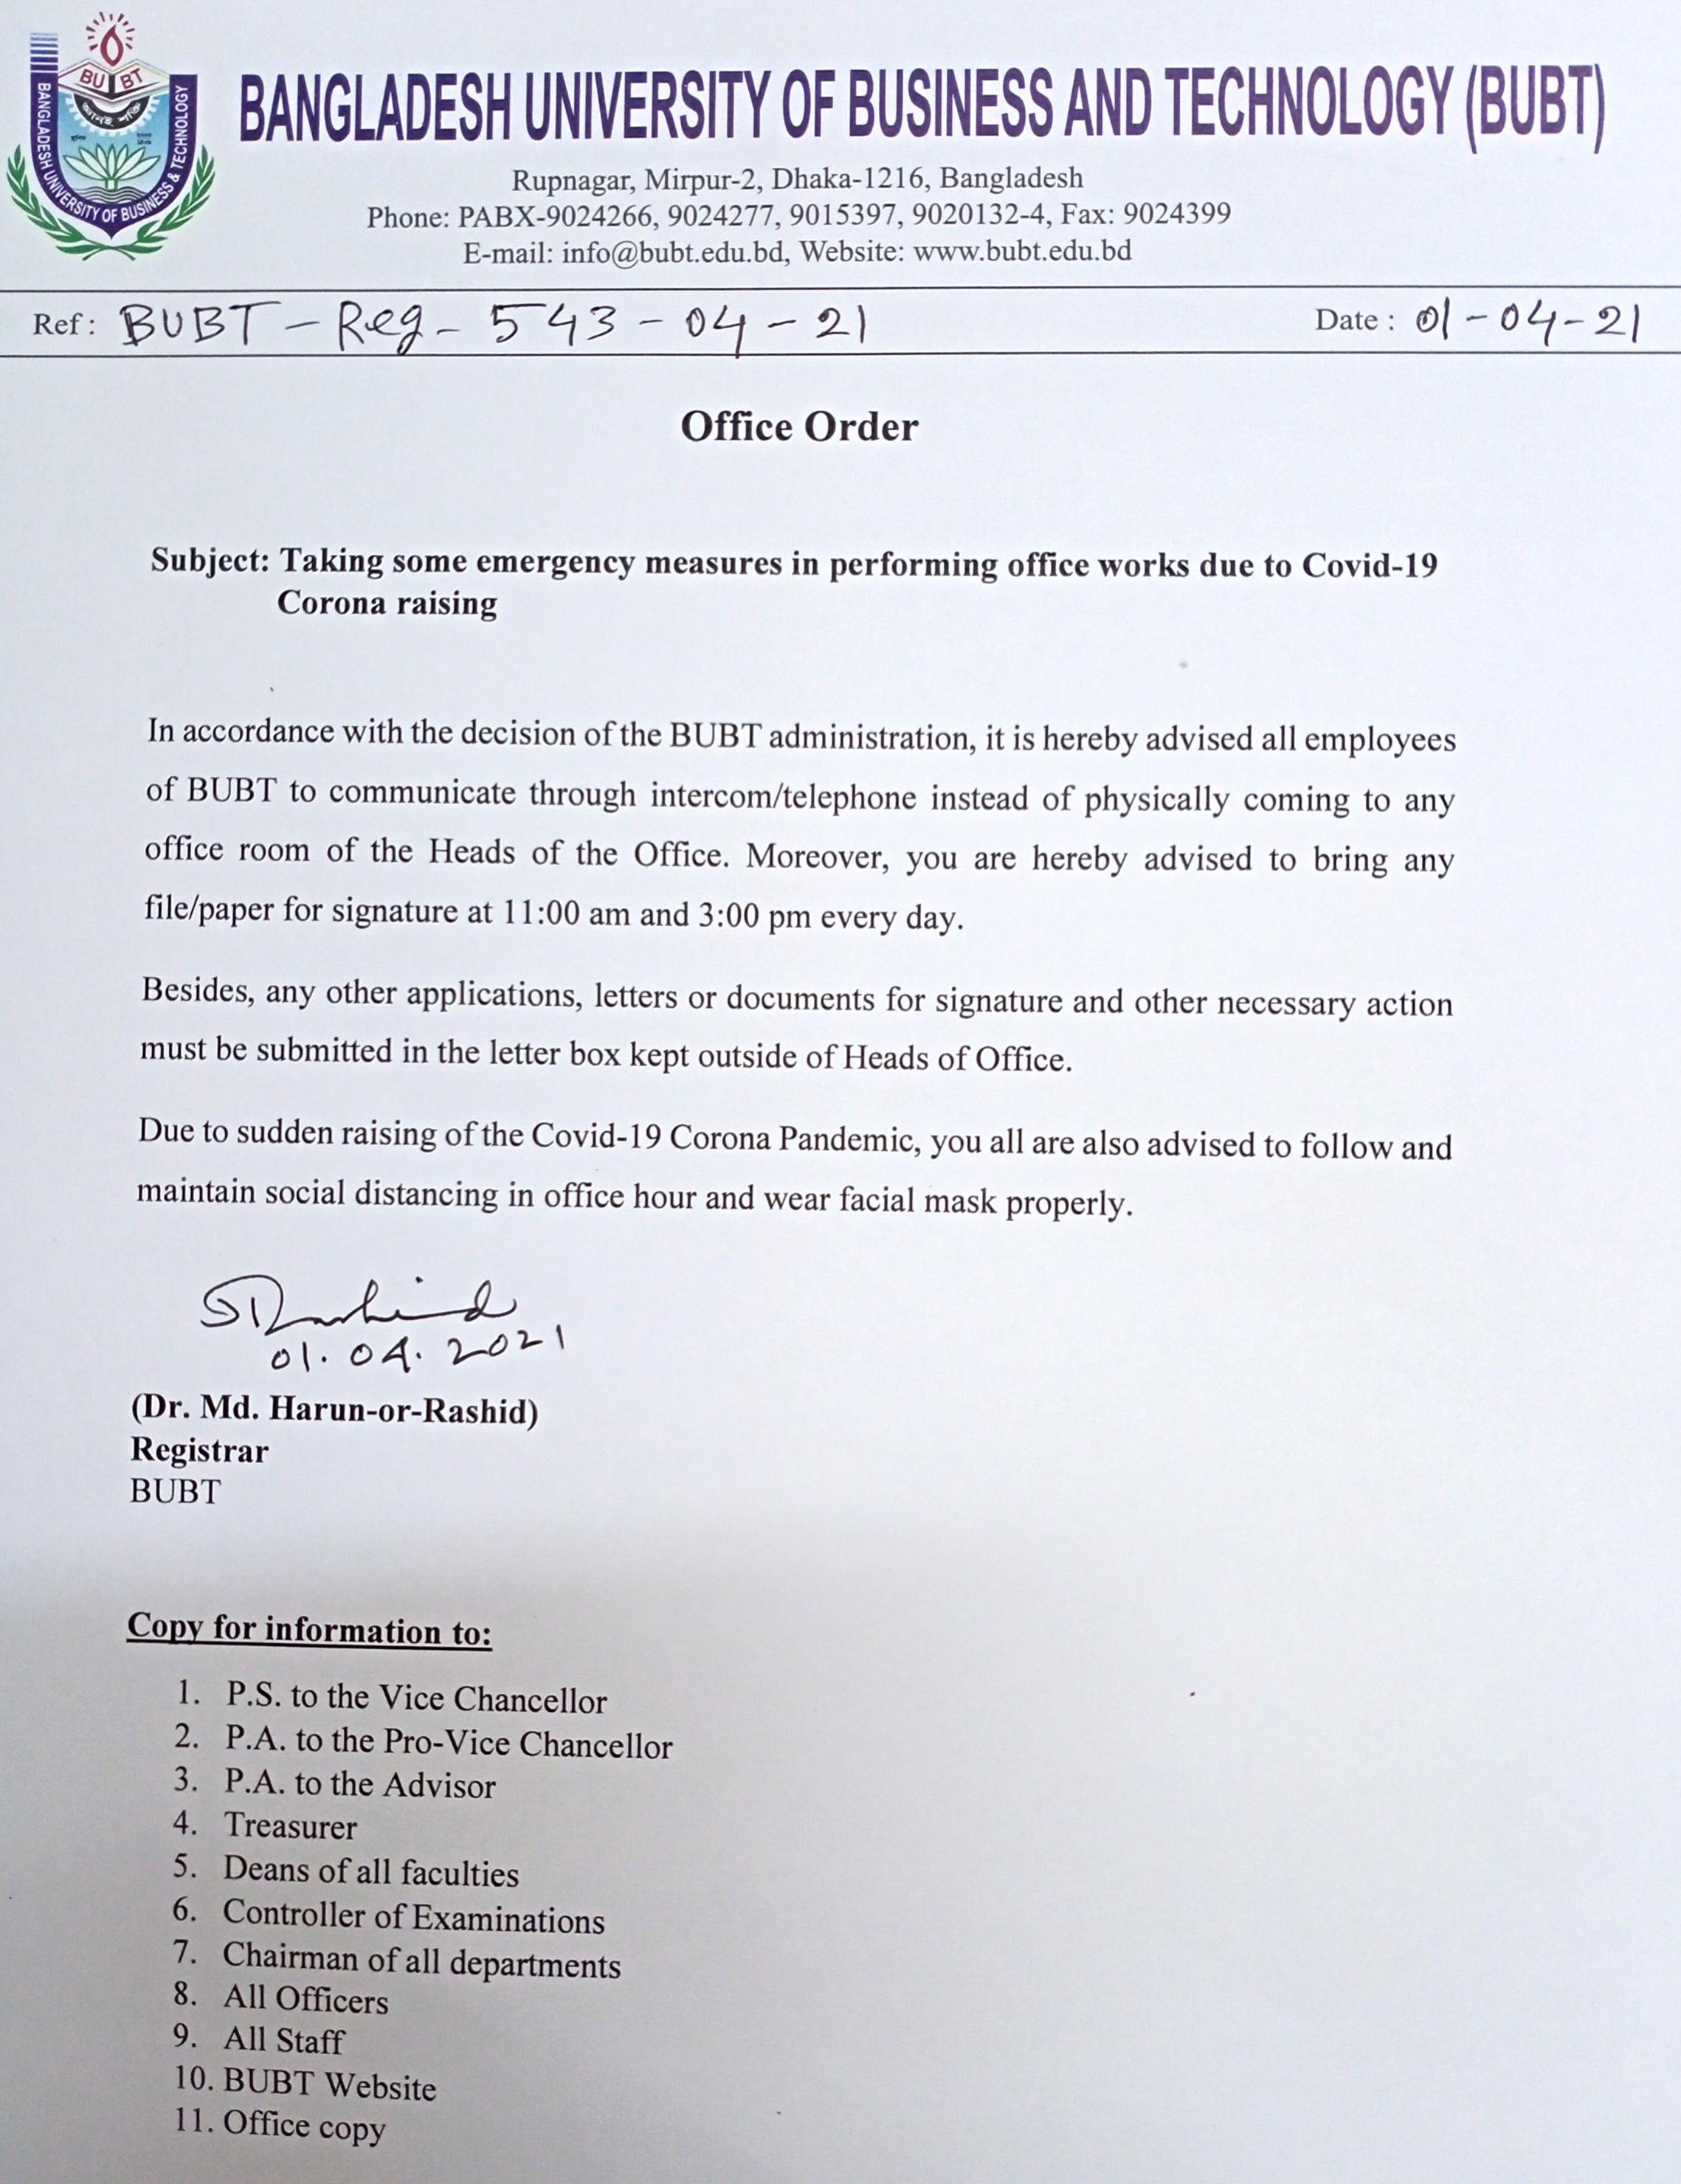 BU BT
জ্ঞানই শক্তি
BANGLADESH UNIVERSITY OF BUSINESS & TECHNOLOGY
BANGLADESH UNIVERSITY OF BUSINESS AND TECHNOLOGY (BUBT)
Rupnagar, Mirpur-2, Dhaka-1216, Bangladesh
Phone: PABX-9024266, 9024277, 9015397, 9020132-4, Fax: 9024399
E-mail: info@bubt.edu.bd, Website: www.bubt.edu.bd
Ref: BUBT - Reg - 543 - 04 - 21 Date: 01-04-21
Office Order
Subject: Taking some emergency measures in performing office works due to Covid-19
Corona raising
In accordance with the decision of the BUBT administration, it is hereby advised all employees
of BUBT to communicate through intercom/telephone instead of physically coming to any
office room of the Heads of the Office. Moreover, you are hereby advised to bring any
file/paper for signature at 11:00 am and 3:00 pm every day.
Besides, any other applications, letters or documents for signature and other necessary action
must be submitted in the letter box kept outside of Heads of Office.
Due to sudden raising of the Covid-19 Corona Pandemic, you all are also advised to follow and
maintain social distancing in office hour and wear facial mask properly.
01.04.2021
(Dr. Md. Harun-or-Rashid)
Registrar
BUBT
Copy for information to:
1. P.S. to the Vice Chancellor
2. P.A. to the Pro-Vice Chancellor
3. P.A. to the Advisor
4. Treasurer
5. Deans of all faculties
6. Controller of Examinations
7. Chairman of all departments
8. All Officers
9. All Staff
10. BUBT Website
11. Office copy